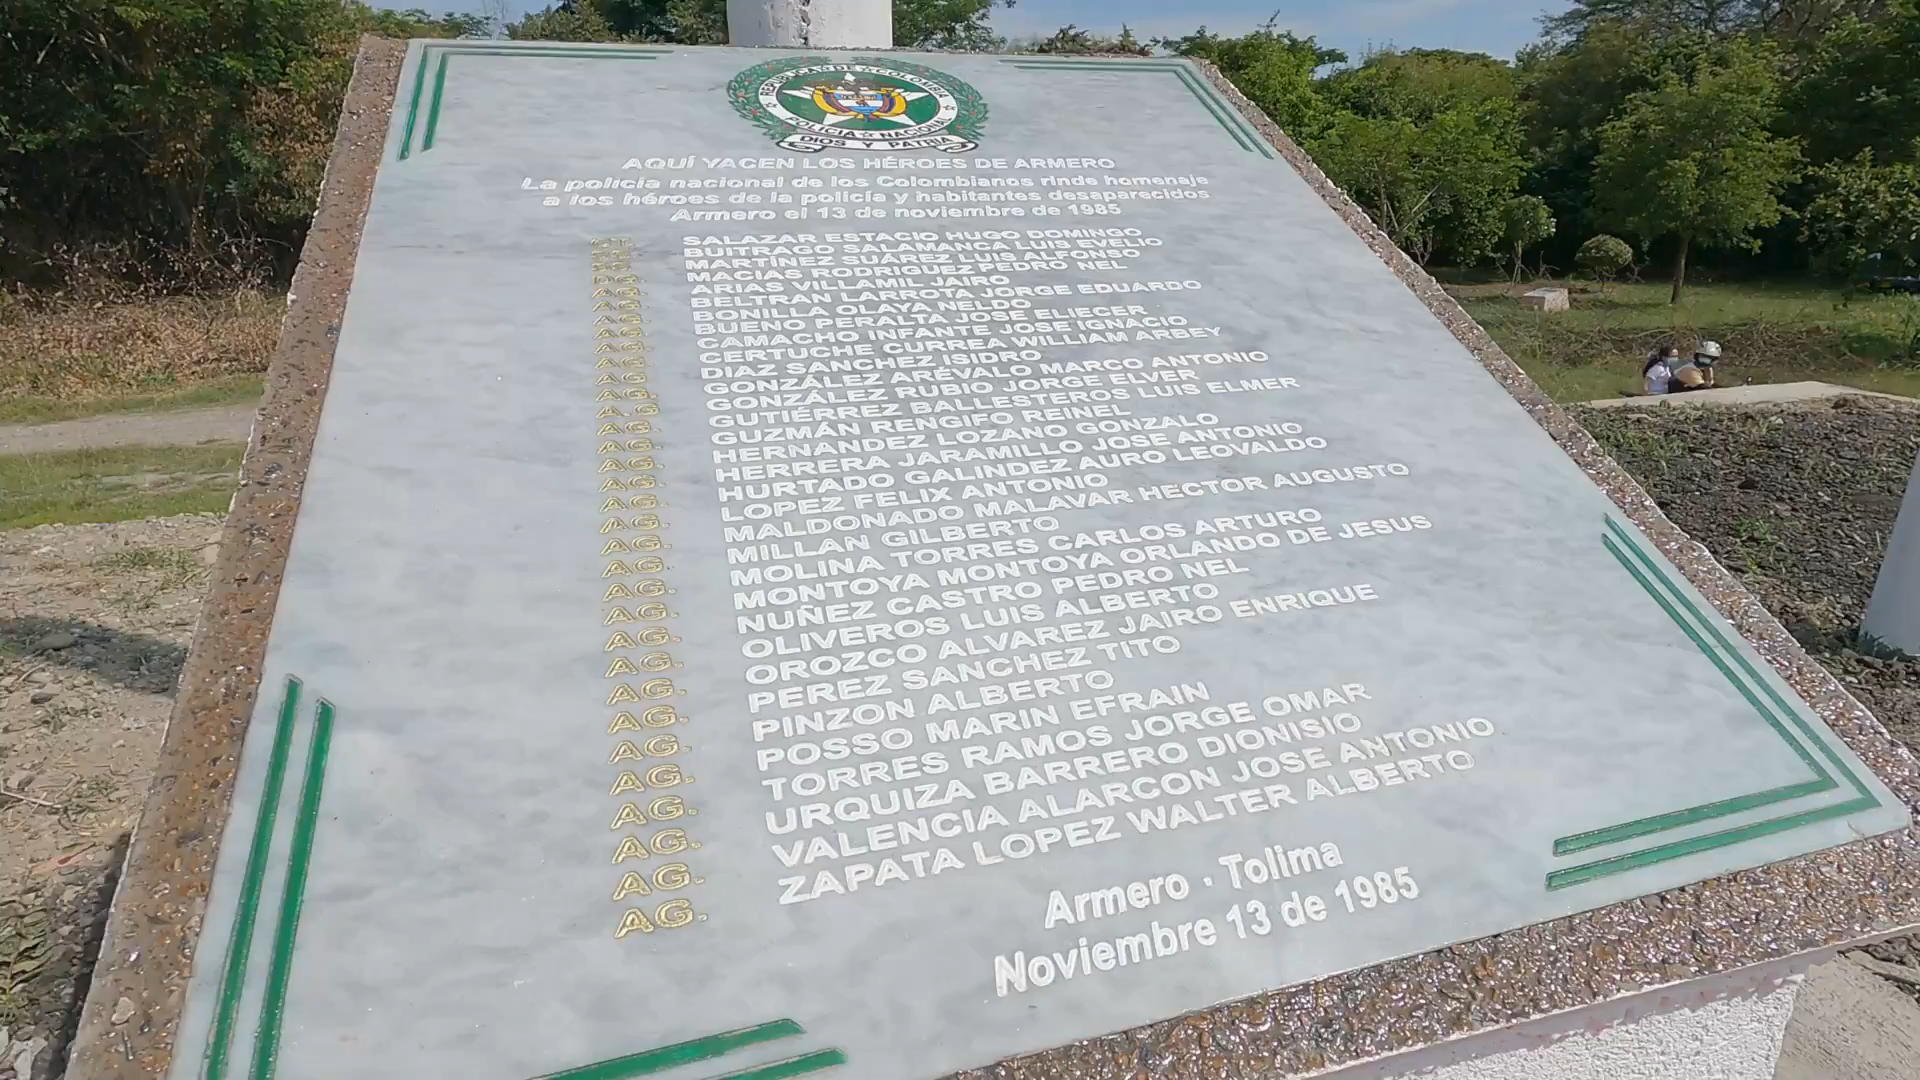 REPUBLICA DE COLOMBIA
POLICIA NACIONAL
DIOS Y PATRIA
AQUÍ YACEN LOS HÉROES DE ARMERO
La policía nacional de los Colombianos rinde homenaje
a los héroes de la policía y habitantes desaparecidos
Armero el 13 de noviembre de 1985
SALAZAR ESTACIO HUGO DOMINGO
BUITRAGO SALAMANCA LUIS EVELIO
MARTÍNEZ SUÁREZ LUIS ALFONSO
MACIAS RODRIGUEZ PEDRO NEL
AG. ARIAS VILLAMIL JAIRO
AG. BELTRAN LARROTA JORGE EDUARDO
AG. BONILLA OLAYA NELDO
AG. BUENO PERALTA JOSE ELIECER
AG. CAMACHO INFANTE JOSE IGNACIO
AG. CERTUCHE CURREA WILLIAM ARBEY
AG. DIAZ SANCHEZ ISIDRO
AG. GONZÁLEZ ARÉVALO MARCO ANTONIO
AG. GONZÁLEZ RUBIO JORGE ELVER
AG. GUTIÉRREZ BALLESTEROS LUIS ELMER
AG. GUZMÁN RENGIFO REINEL
AG. HERNANDEZ LOZANO GONZALO
AG. HERRERA JARAMILLO JOSE ANTONIO
AG. HURTADO GALINDEZ AURO LEOVALDO
AG. LOPEZ FELIX ANTONIO
AG. MALDONADO MALAVAR HECTOR AUGUSTO
AG. MILLAN GILBERTO
AG. MOLINA TORRES CARLOS ARTURO
AG. MONTOYA MONTOYA ORLANDO DE JESUS
AG. NUÑEZ CASTRO PEDRO NEL
AG. OLIVEROS LUIS ALBERTO
AG. OROZCO ALVAREZ JAIRO ENRIQUE
AG. PEREZ SANCHEZ TITO
AG. PINZON ALBERTO
AG. POSSO MARIN EFRAIN
AG. TORRES RAMOS JORGE OMAR
AG. URQUIZA BARRERO DIONISIO
AG. VALENCIA ALARCON JOSE ANTONIO
AG. ZAPATA LOPEZ WALTER ALBERTO
Armero - Tolima
Noviembre 13 de 1985